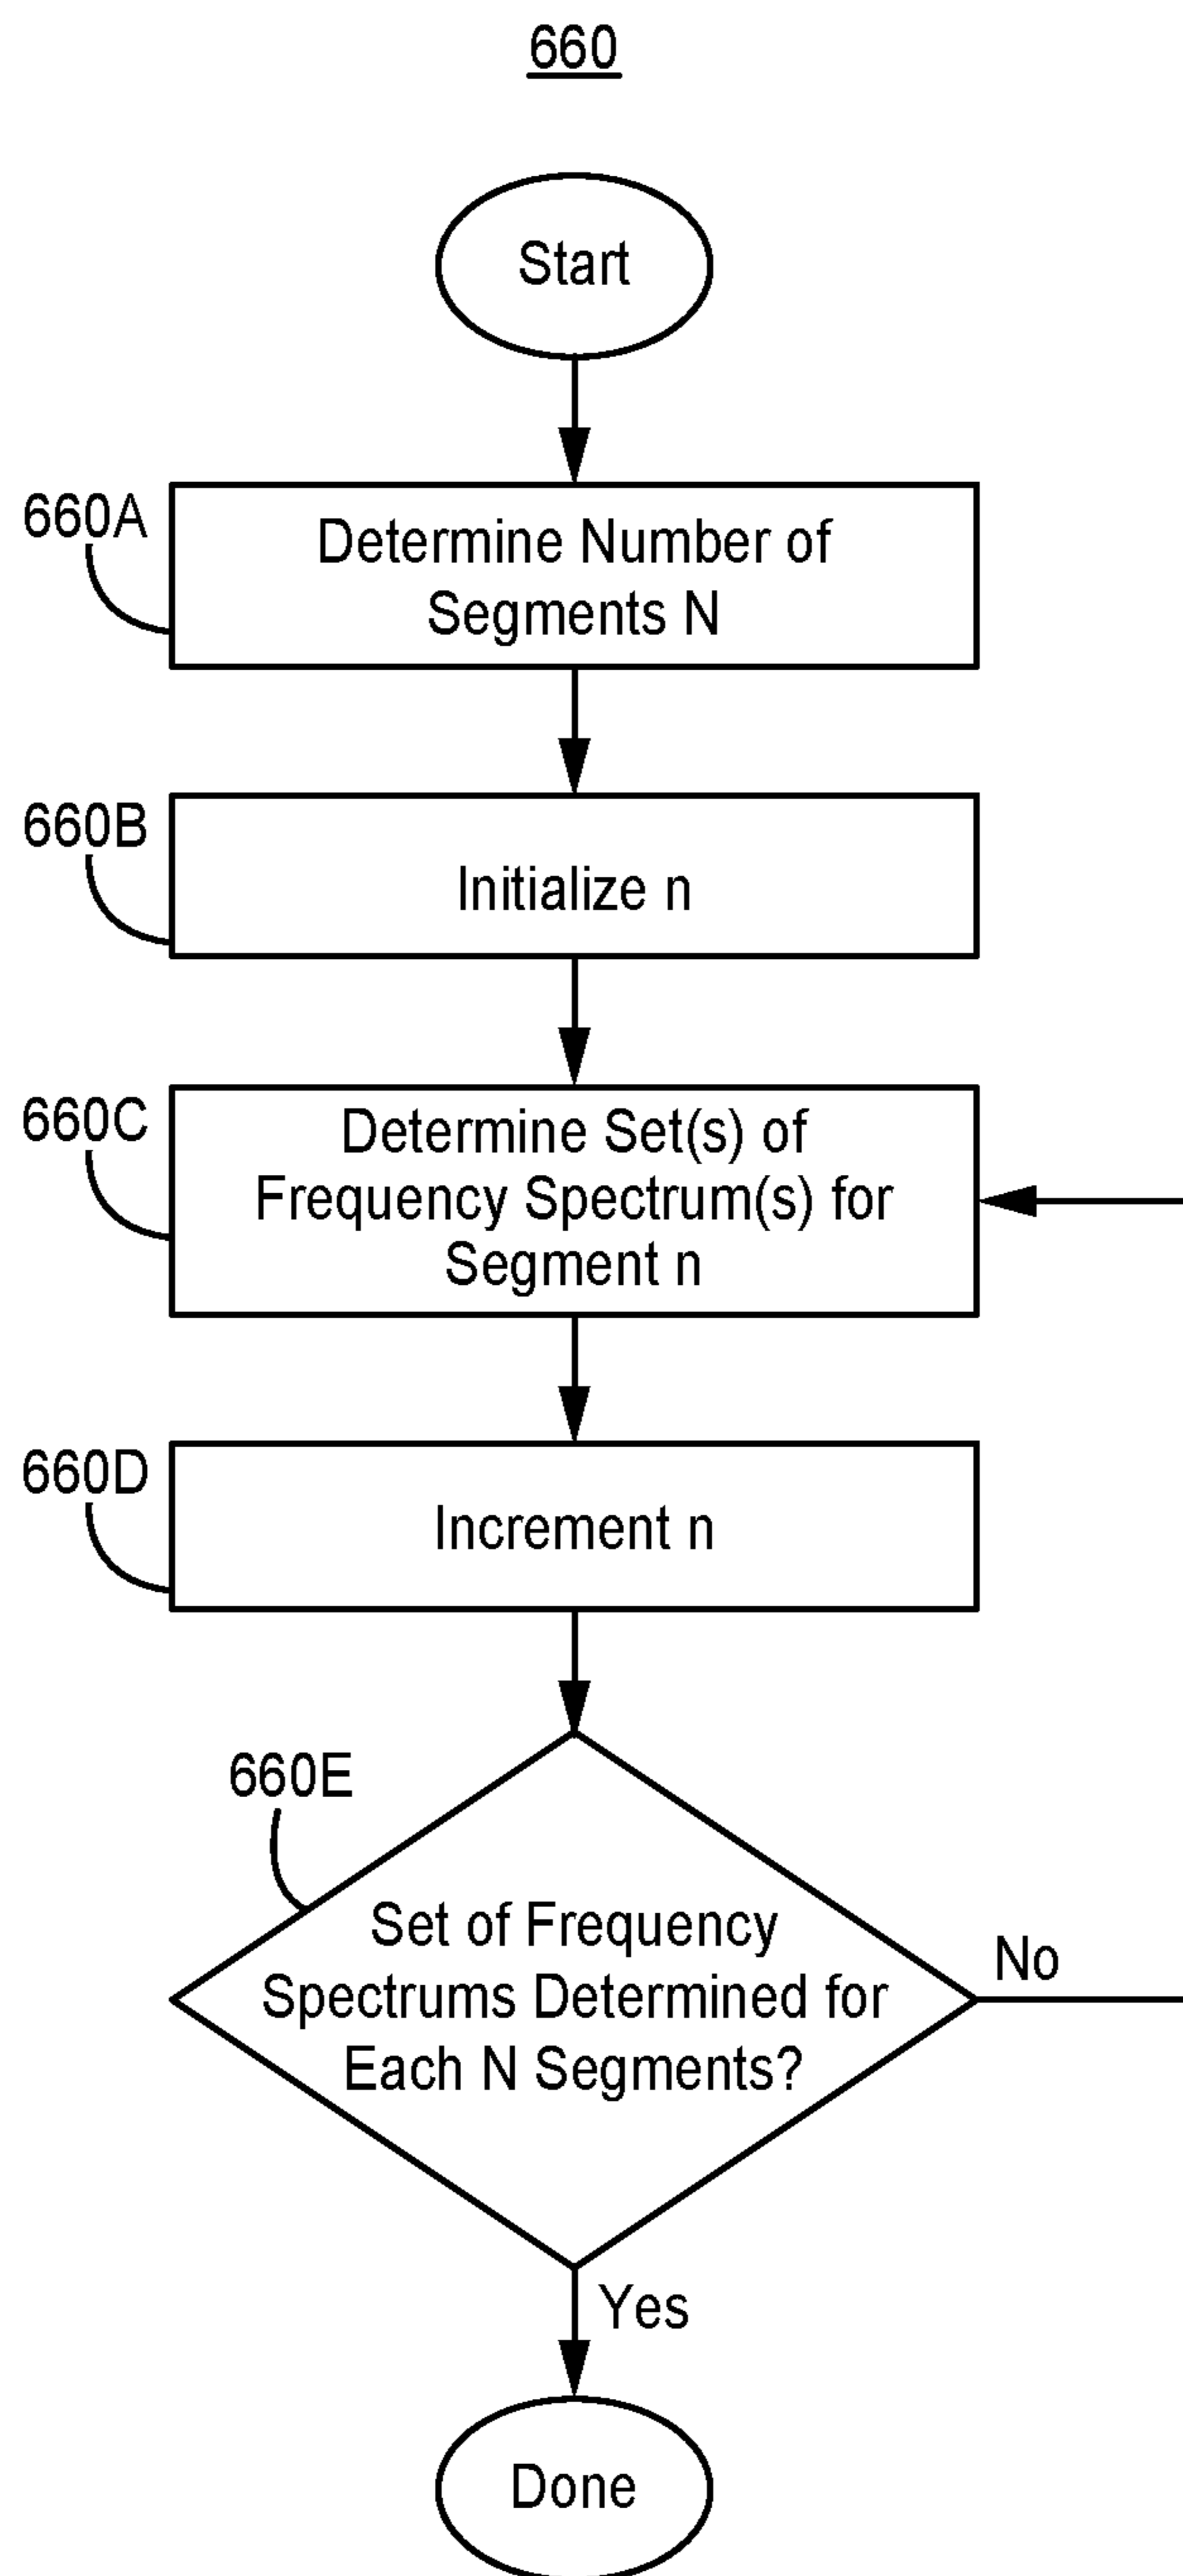 660
Start
660A
Determine Number of
Segments N
660B
Initialize n
660C
Determine Set(s) of
Frequency Spectrum(s) for
Segment n
660D
Increment n
660E
Set of Frequency
Spectrums Determined for
Each N Segments?
No
Yes
Done